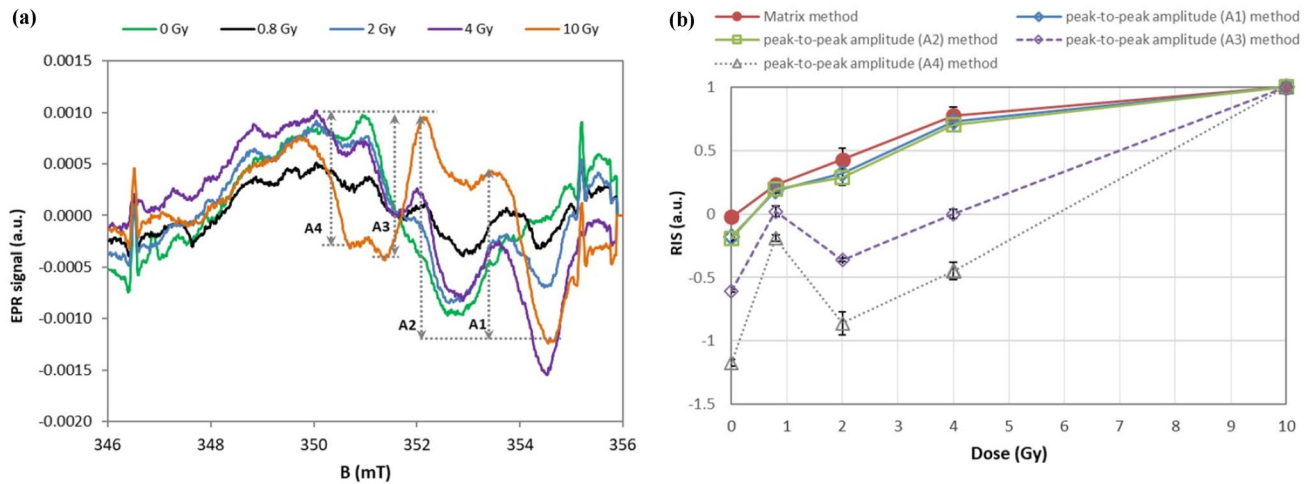 (a)
0 Gy 0.8 Gy 2 Gy 4 Gy 10 Gy
0.0015
0.0010
0.0005
0.0000
-0.0005
-0.0010
-0.0015
-0.0020
EPR signal (a.u.)
A4
A3
A2
A1
346 348 350 352 354 356
B (mT)
(b)
Matrix method
peak-to-peak amplitude (A1) method
peak-to-peak amplitude (A2) method
peak-to-peak amplitude (A3) method
peak-to-peak amplitude (A4) method
1
0.5
0
-0.5
-1
-1.5
RIS (a.u.)
0 1 2 3 4 5 6 7 8 9 10
Dose (Gy)